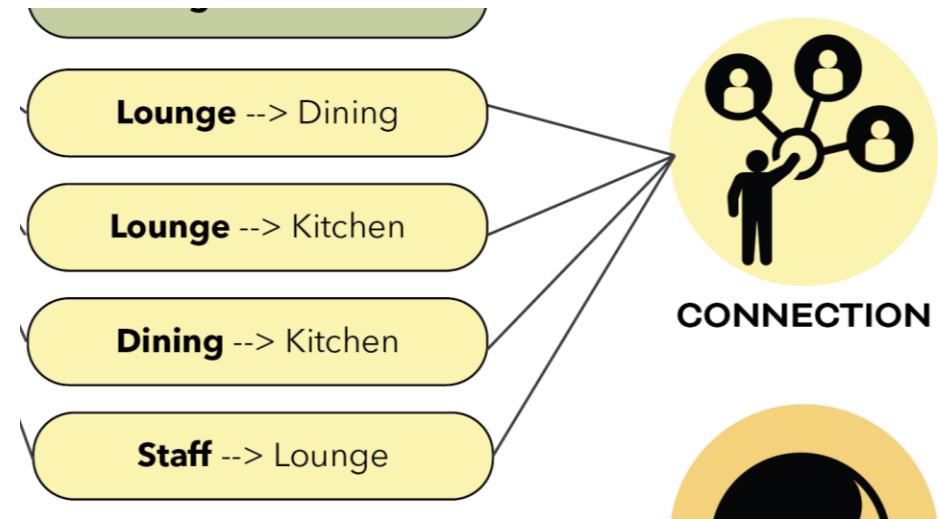 Lounge --> Dining
Lounge --> Kitchen
Dining --> Kitchen
Staff --> Lounge
CONNECTION